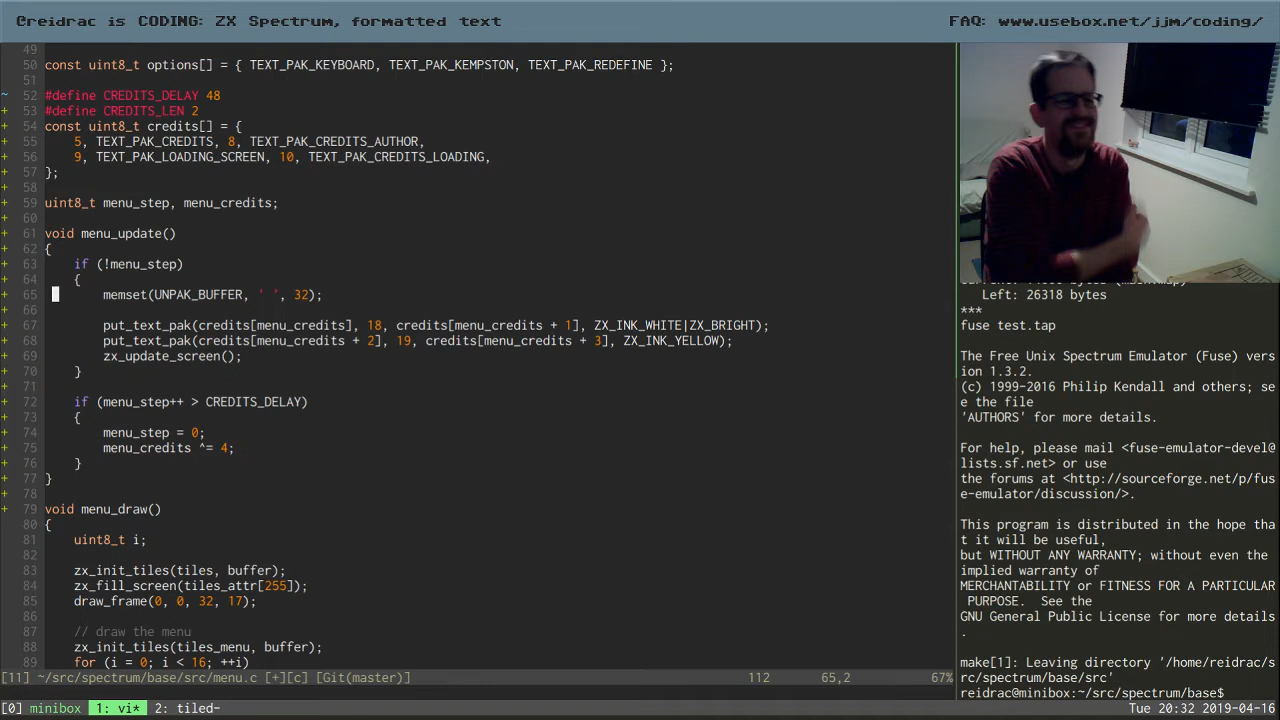 @reidrac is CODING: ZX Spectrum, formatted text
FAQ: www.usebox.net/jjm/coding/
49
50 const uint8_t options[] = { TEXT_PAK_KEYBOARD, TEXT_PAK_KEMPSTON, TEXT_PAK_REDEFINE };
51
~ 52 #define CREDITS_DELAY 48
+ 53 #define CREDITS_LEN 2
+ 54 const uint8_t credits[] = {
+ 55 5, TEXT_PAK_CREDITS, 8, TEXT_PAK_CREDITS_AUTHOR,
+ 56 9, TEXT_PAK_LOADING_SCREEN, 10, TEXT_PAK_CREDITS_LOADING,
+ 57 };
+ 58
+ 59 uint8_t menu_step, menu_credits;
+ 60
+ 61 void menu_update()
+ 62 {
+ 63 if (!menu_step)
+ 64 {
+ 65 memset(UNPAK_BUFFER, ' ', 32);
+ 66
+ 67 put_text_pak(credits[menu_credits], 18, credits[menu_credits + 1], ZX_INK_WHITE|ZX_BRIGHT);
+ 68 put_text_pak(credits[menu_credits + 2], 19, credits[menu_credits + 3], ZX_INK_YELLOW);
+ 69 zx_update_screen();
+ 70 }
+ 71
+ 72 if (menu_step++ > CREDITS_DELAY)
+ 73 {
+ 74 menu_step = 0;
+ 75 menu_credits ^= 4;
+ 76 }
+ 77 }
+ 78
+ 79 void menu_draw()
80 {
81 uint8_t i;
82
83 zx_init_tiles(tiles, buffer);
84 zx_fill_screen(tiles_attr[255]);
85 draw_frame(0, 0, 32, 17);
86
87 // draw the menu
88 zx_init_tiles(tiles_menu, buffer);
89 for (i = 0; i < 16; ++i)
[11] ~/src/spectrum/base/src/menu.c [+][c] [Git(master)] 112 65,2 67%
Left: 26318 bytes
***
fuse test.tap
The Free Unix Spectrum Emulator (Fuse) vers
ion 1.3.2.
(c) 1999-2016 Philip Kendall and others; se
e the file
'AUTHORS' for more details.
For help, please mail <fuse-emulator-devel@
lists.sf.net> or use
the forums at <http://sourceforge.net/p/fus
e-emulator/discussion/>.
This program is distributed in the hope tha
t it will be useful,
but WITHOUT ANY WARRANTY; without even the
implied warranty of
MERCHANTABILITY or FITNESS FOR A PARTICULAR
PURPOSE. See the
GNU General Public License for more details
.
make[1]: Leaving directory '/home/reidrac/s
rc/spectrum/base/src'
reidrac@minibox:~/src/spectrum/base$
[0] minibox 1: vi* 2: tiled- Tue 20:32 2019-04-16